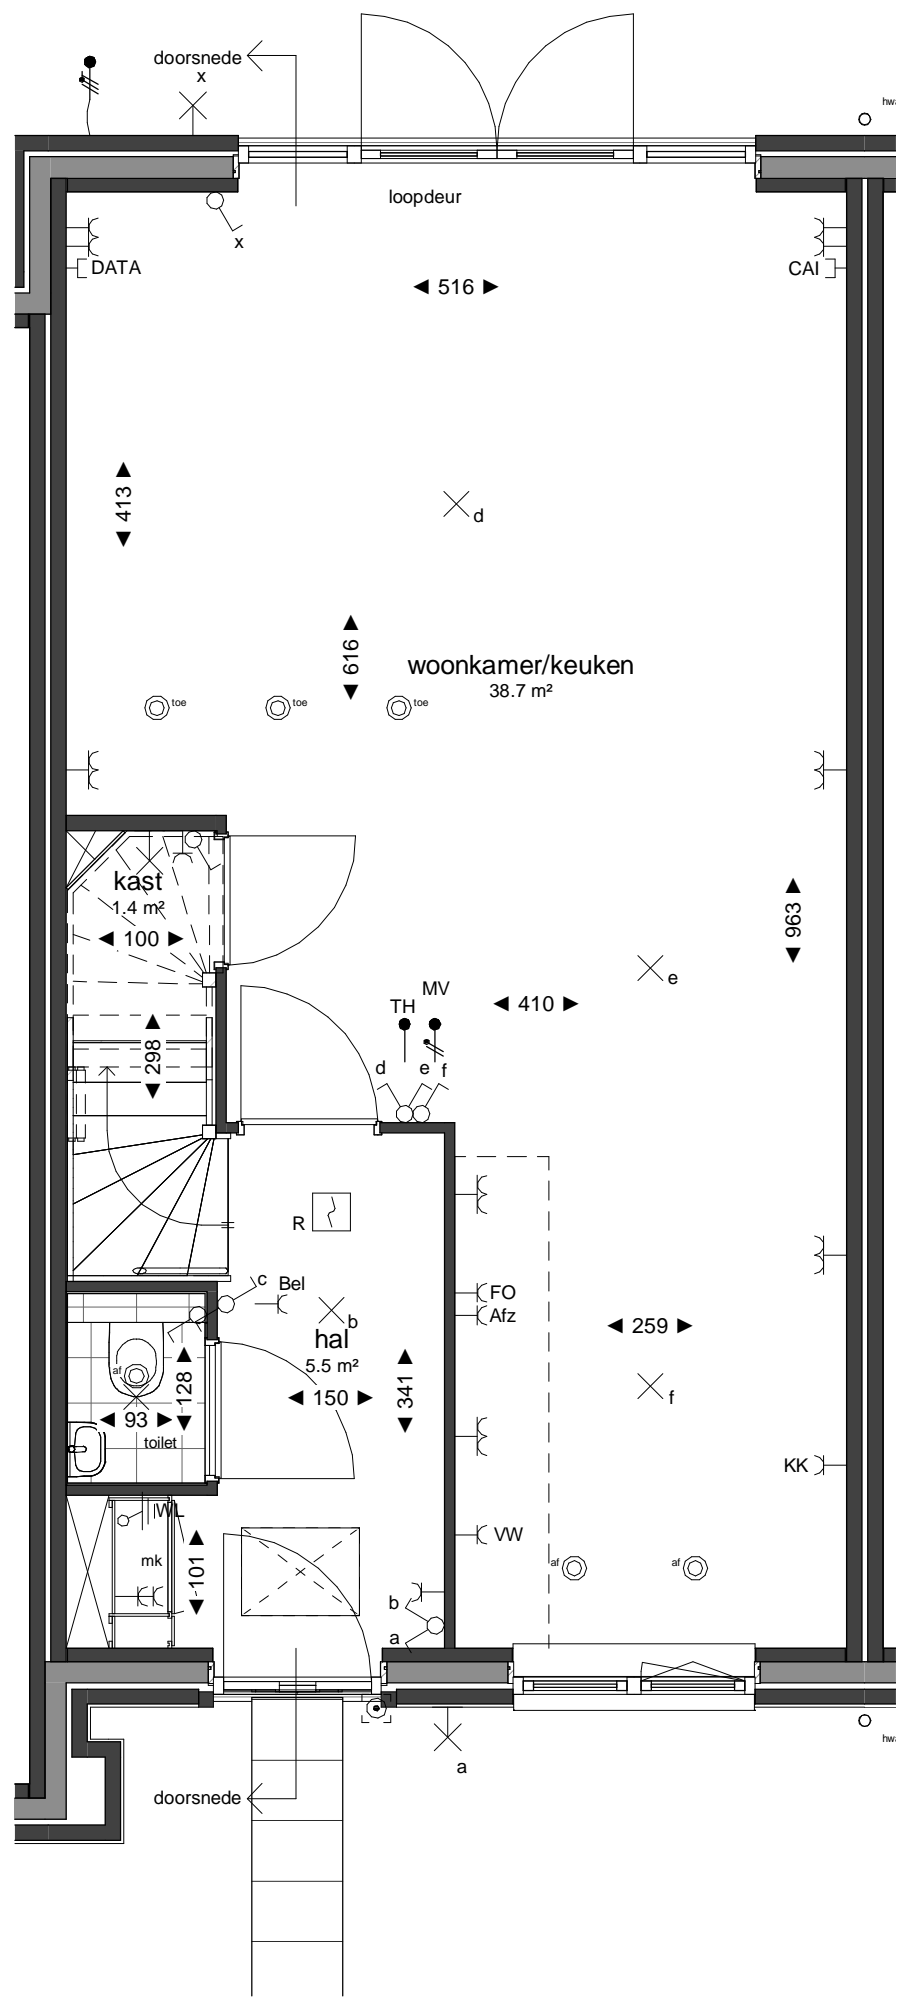 doorsnede
x
hwa
loopdeur
x
DATA
CAI
516
413
d
616
woonkamer/keuken
38.7 m²
toe
toe
toe
kast
1.4 m²
100
963
e
MV
TH
410
298
d
e
f
R
c
Bel
FO
b
Afz
hal
5.5 m²
259
af
128
341
f
93
150
toilet
KK
WL
VW
mk
101
af
af
b
a
hwa
a
doorsnede